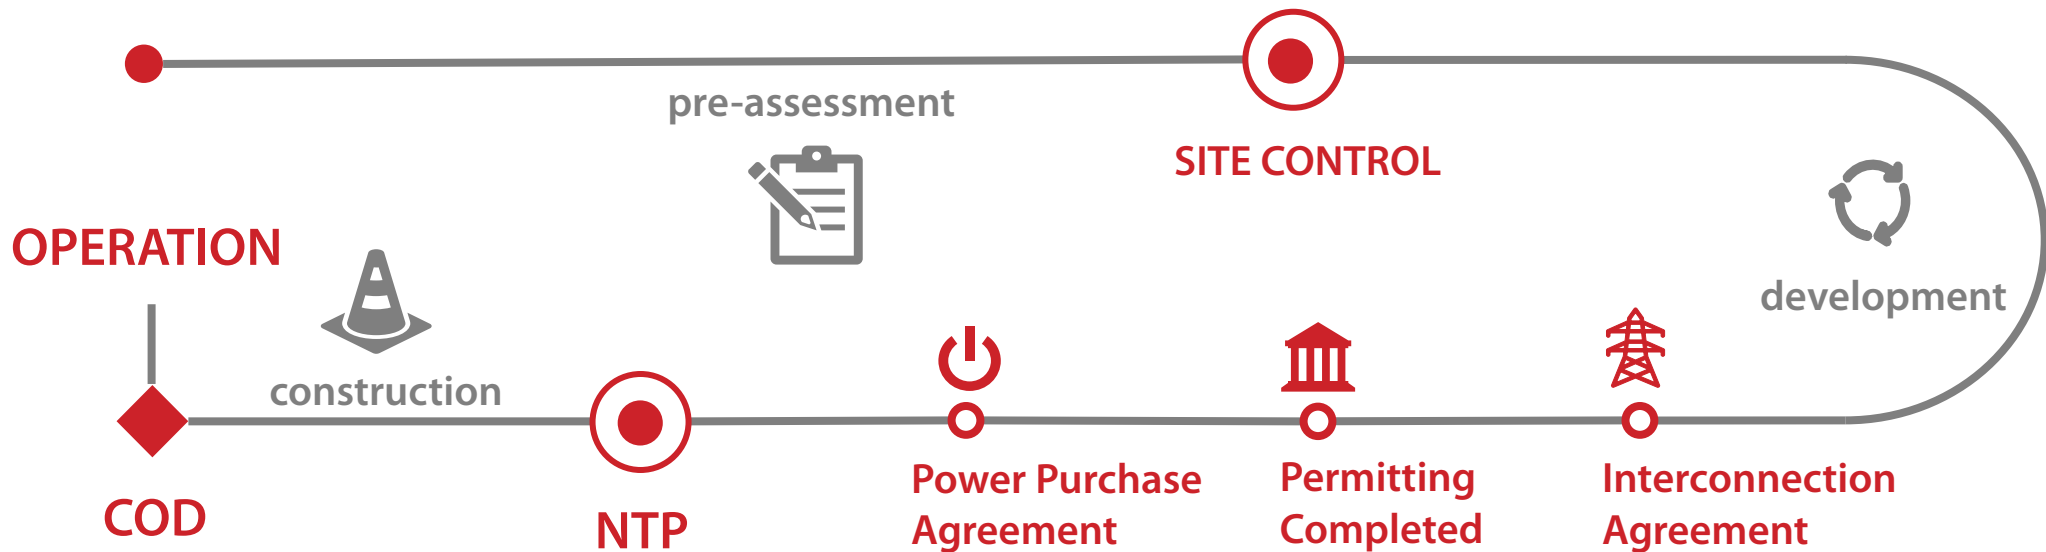 pre-assessment
SITE CONTROL
OPERATION
development
construction
COD
NTP
Power Purchase
Agreement
Permitting
Completed
Interconnection
Agreement